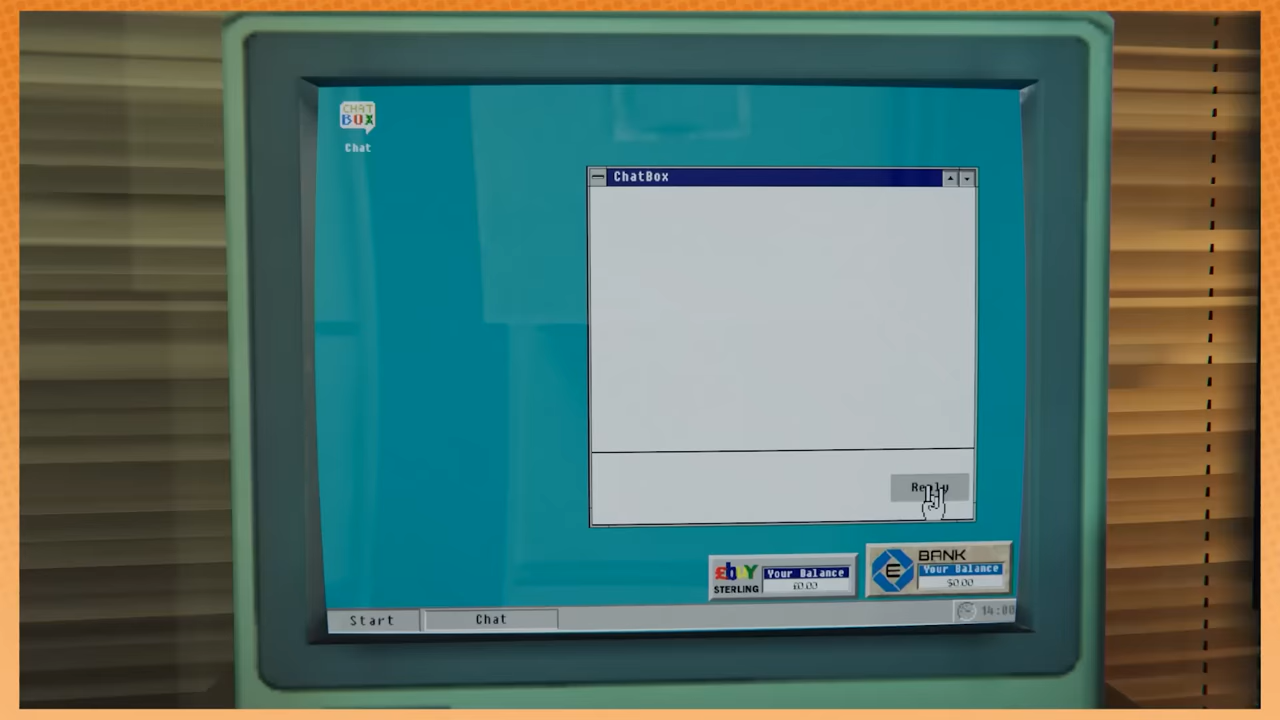 CHAT
BOX
Chat
ChatBox
Reply
£buy
STERLING
Your Balance
£0.00
E
BANK
Your Balance
$0.00
Start
Chat
14:00